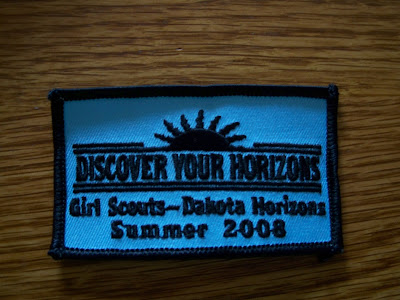 DISCOVER YOUR HORIZONS
Girl Scouts~Dakota Horizons
Summer 2008